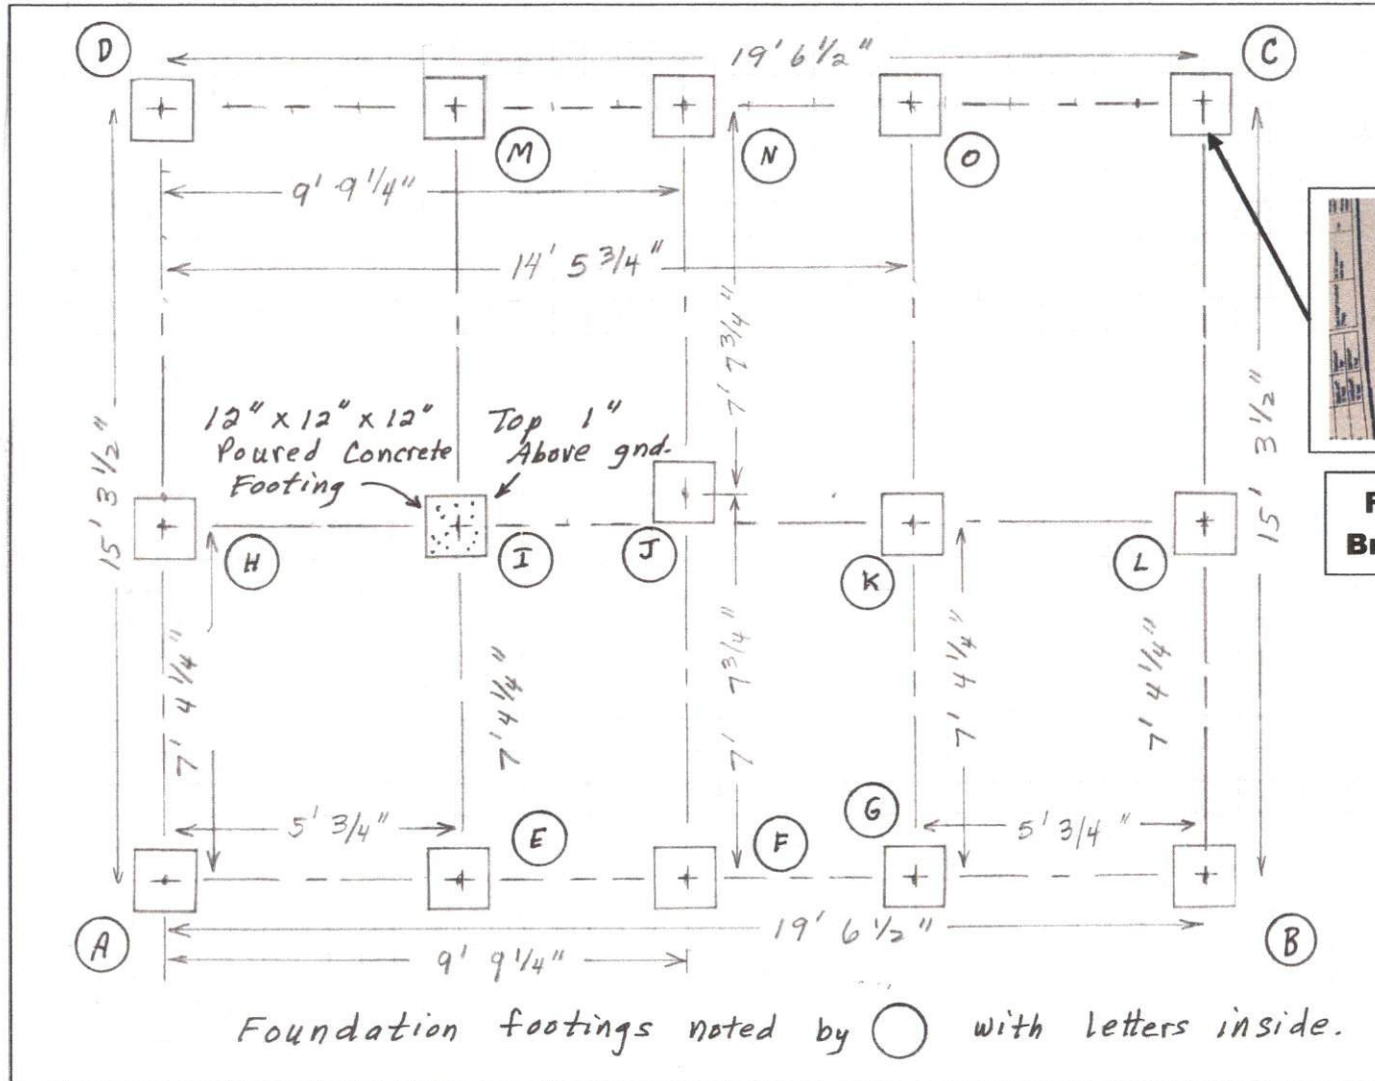 D
19' 6 1/2"
C
M
N
O
9' 9 1/4"
14' 5 3/4"
7' 7 3/4"
15' 3 1/2"
12" x 12" x 12"
Poured Concrete
Footing
Top 1"
Above gnd.
15' 3 1/2"
H
I
J
K
L
7' 4 1/4"
7' 4 1/4"
7' 7 3/4"
7' 4 1/4"
7' 4 1/4"
5' 3/4"
E
F
G
5' 3/4"
A
19' 6 1/2"
B
9' 9 1/4"
Foundation footings noted by ◯ with letters inside.